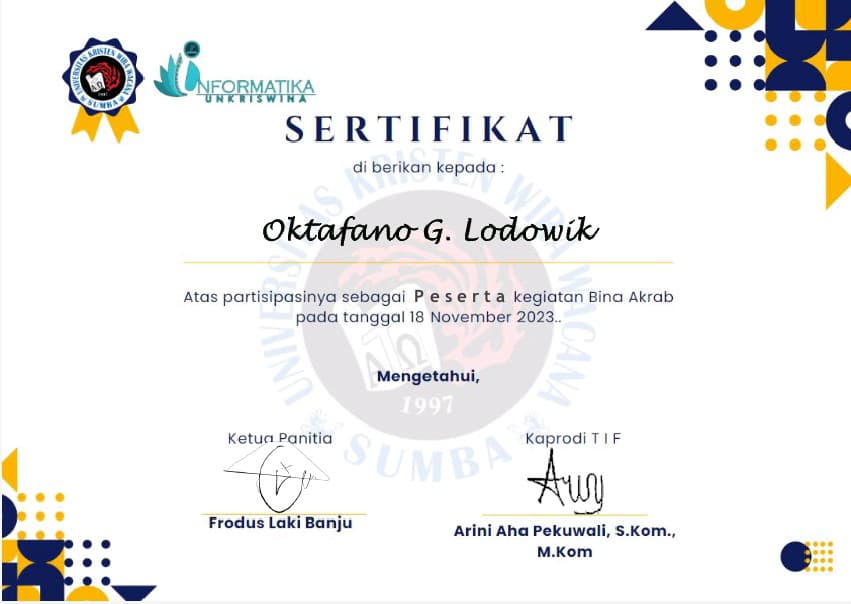 UNIVERSITAS KRISTEN WIRA WACANA
SUMBA
INFORMATIKA
UNKRISWINA
SERTIFIKAT
di berikan kepada :
Oktafano G. Lodowik
Atas partisipasinya sebagai Peserta kegiatan Bina Akrab
pada tanggal 18 November 2023..
Mengetahui,
UNIVERSITAS KRISTEN WIRA WACANA
ΑΩ
1997
SUMBA
Ketua Panitia
Kaprodi T I F
Frodus Laki Banju
Arini Aha Pekuwali, S.Kom.,
M.Kom